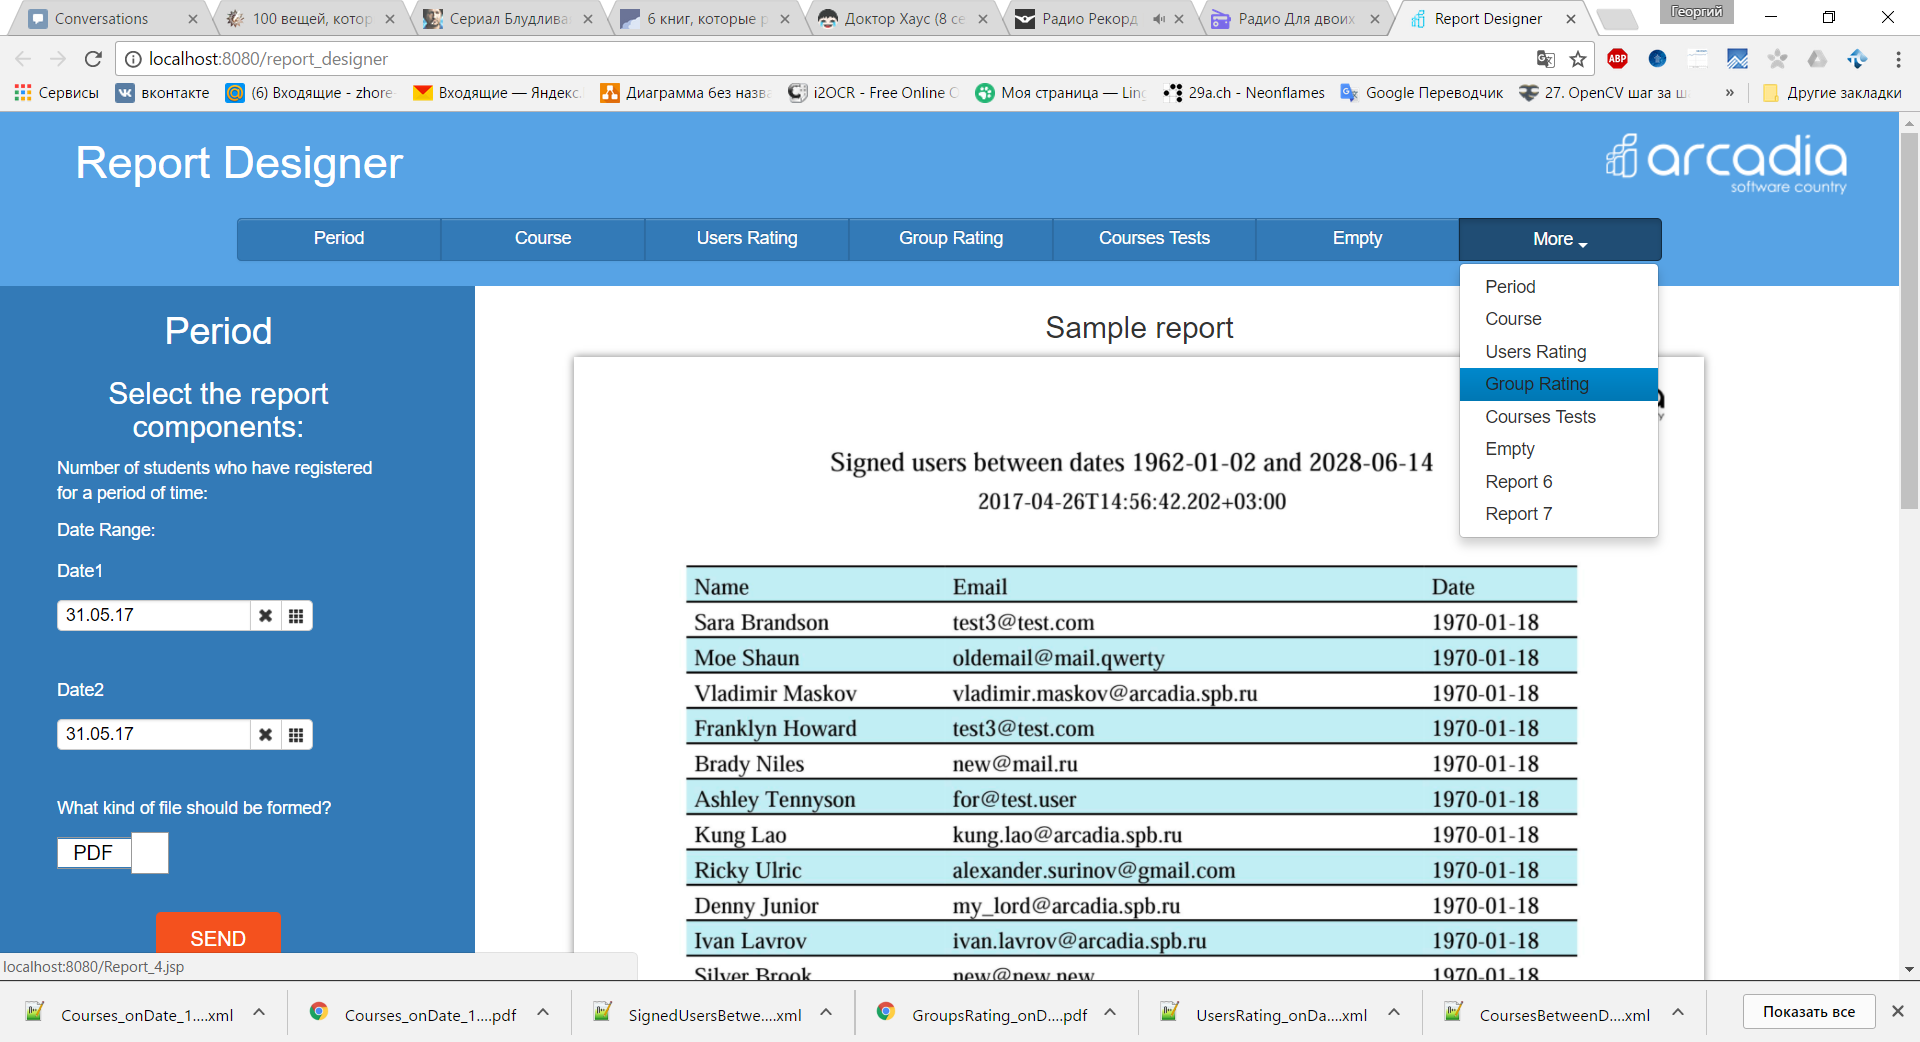 Conversations
100 вещей, котор
Сериал Блудлива
6 книг, которые р
Доктор Хаус (8 се
Радио Рекорд
Радио Для двоих
Report Designer
Георгий
localhost:8080/report_designer
Сервисы
вконтакте
(6) Входящие - zhore
Входящие — Яндекс.
Диаграмма без назва
i2OCR - Free Online O
Моя страница — Ling
29a.ch - Neonflames
Google Переводчик
27. OpenCV шаг за ш
»
Другие закладки
Report Designer
arcadia
software country
Period
Course
Users Rating
Group Rating
Courses Tests
Empty
More
Period
Course
Users Rating
Group Rating
Courses Tests
Empty
Report 6
Report 7
Period
Select the report
components:
Number of students who have registered
for a period of time:
Date Range:
Date1
31.05.17
Date2
31.05.17
What kind of file should be formed?
PDF
SEND
Sample report
Signed users between dates 1962-01-02 and 2028-06-14
2017-04-26T14:56:42.202+03:00
Name Email Date
Sara Brandson test3@test.com 1970-01-18
Moe Shaun oldemail@mail.qwerty 1970-01-18
Vladimir Maskov vladimir.maskov@arcadia.spb.ru 1970-01-18
Franklyn Howard test3@test.com 1970-01-18
Brady Niles new@mail.ru 1970-01-18
Ashley Tennyson for@test.user 1970-01-18
Kung Lao kung.lao@arcadia.spb.ru 1970-01-18
Ricky Ulric alexander.surinov@gmail.com 1970-01-18
Denny Junior my_lord@arcadia.spb.ru 1970-01-18
Ivan Lavrov ivan.lavrov@arcadia.spb.ru 1970-01-18
Silver Brook new@new.new 1970-01-18
localhost:8080/Report_4.jsp
Courses_onDate_1....xml
Courses_onDate_1....pdf
SignedUsersBetwe....xml
GroupsRating_onD....pdf
UsersRating_onDa....xml
CoursesBetweenD....xml
Показать все